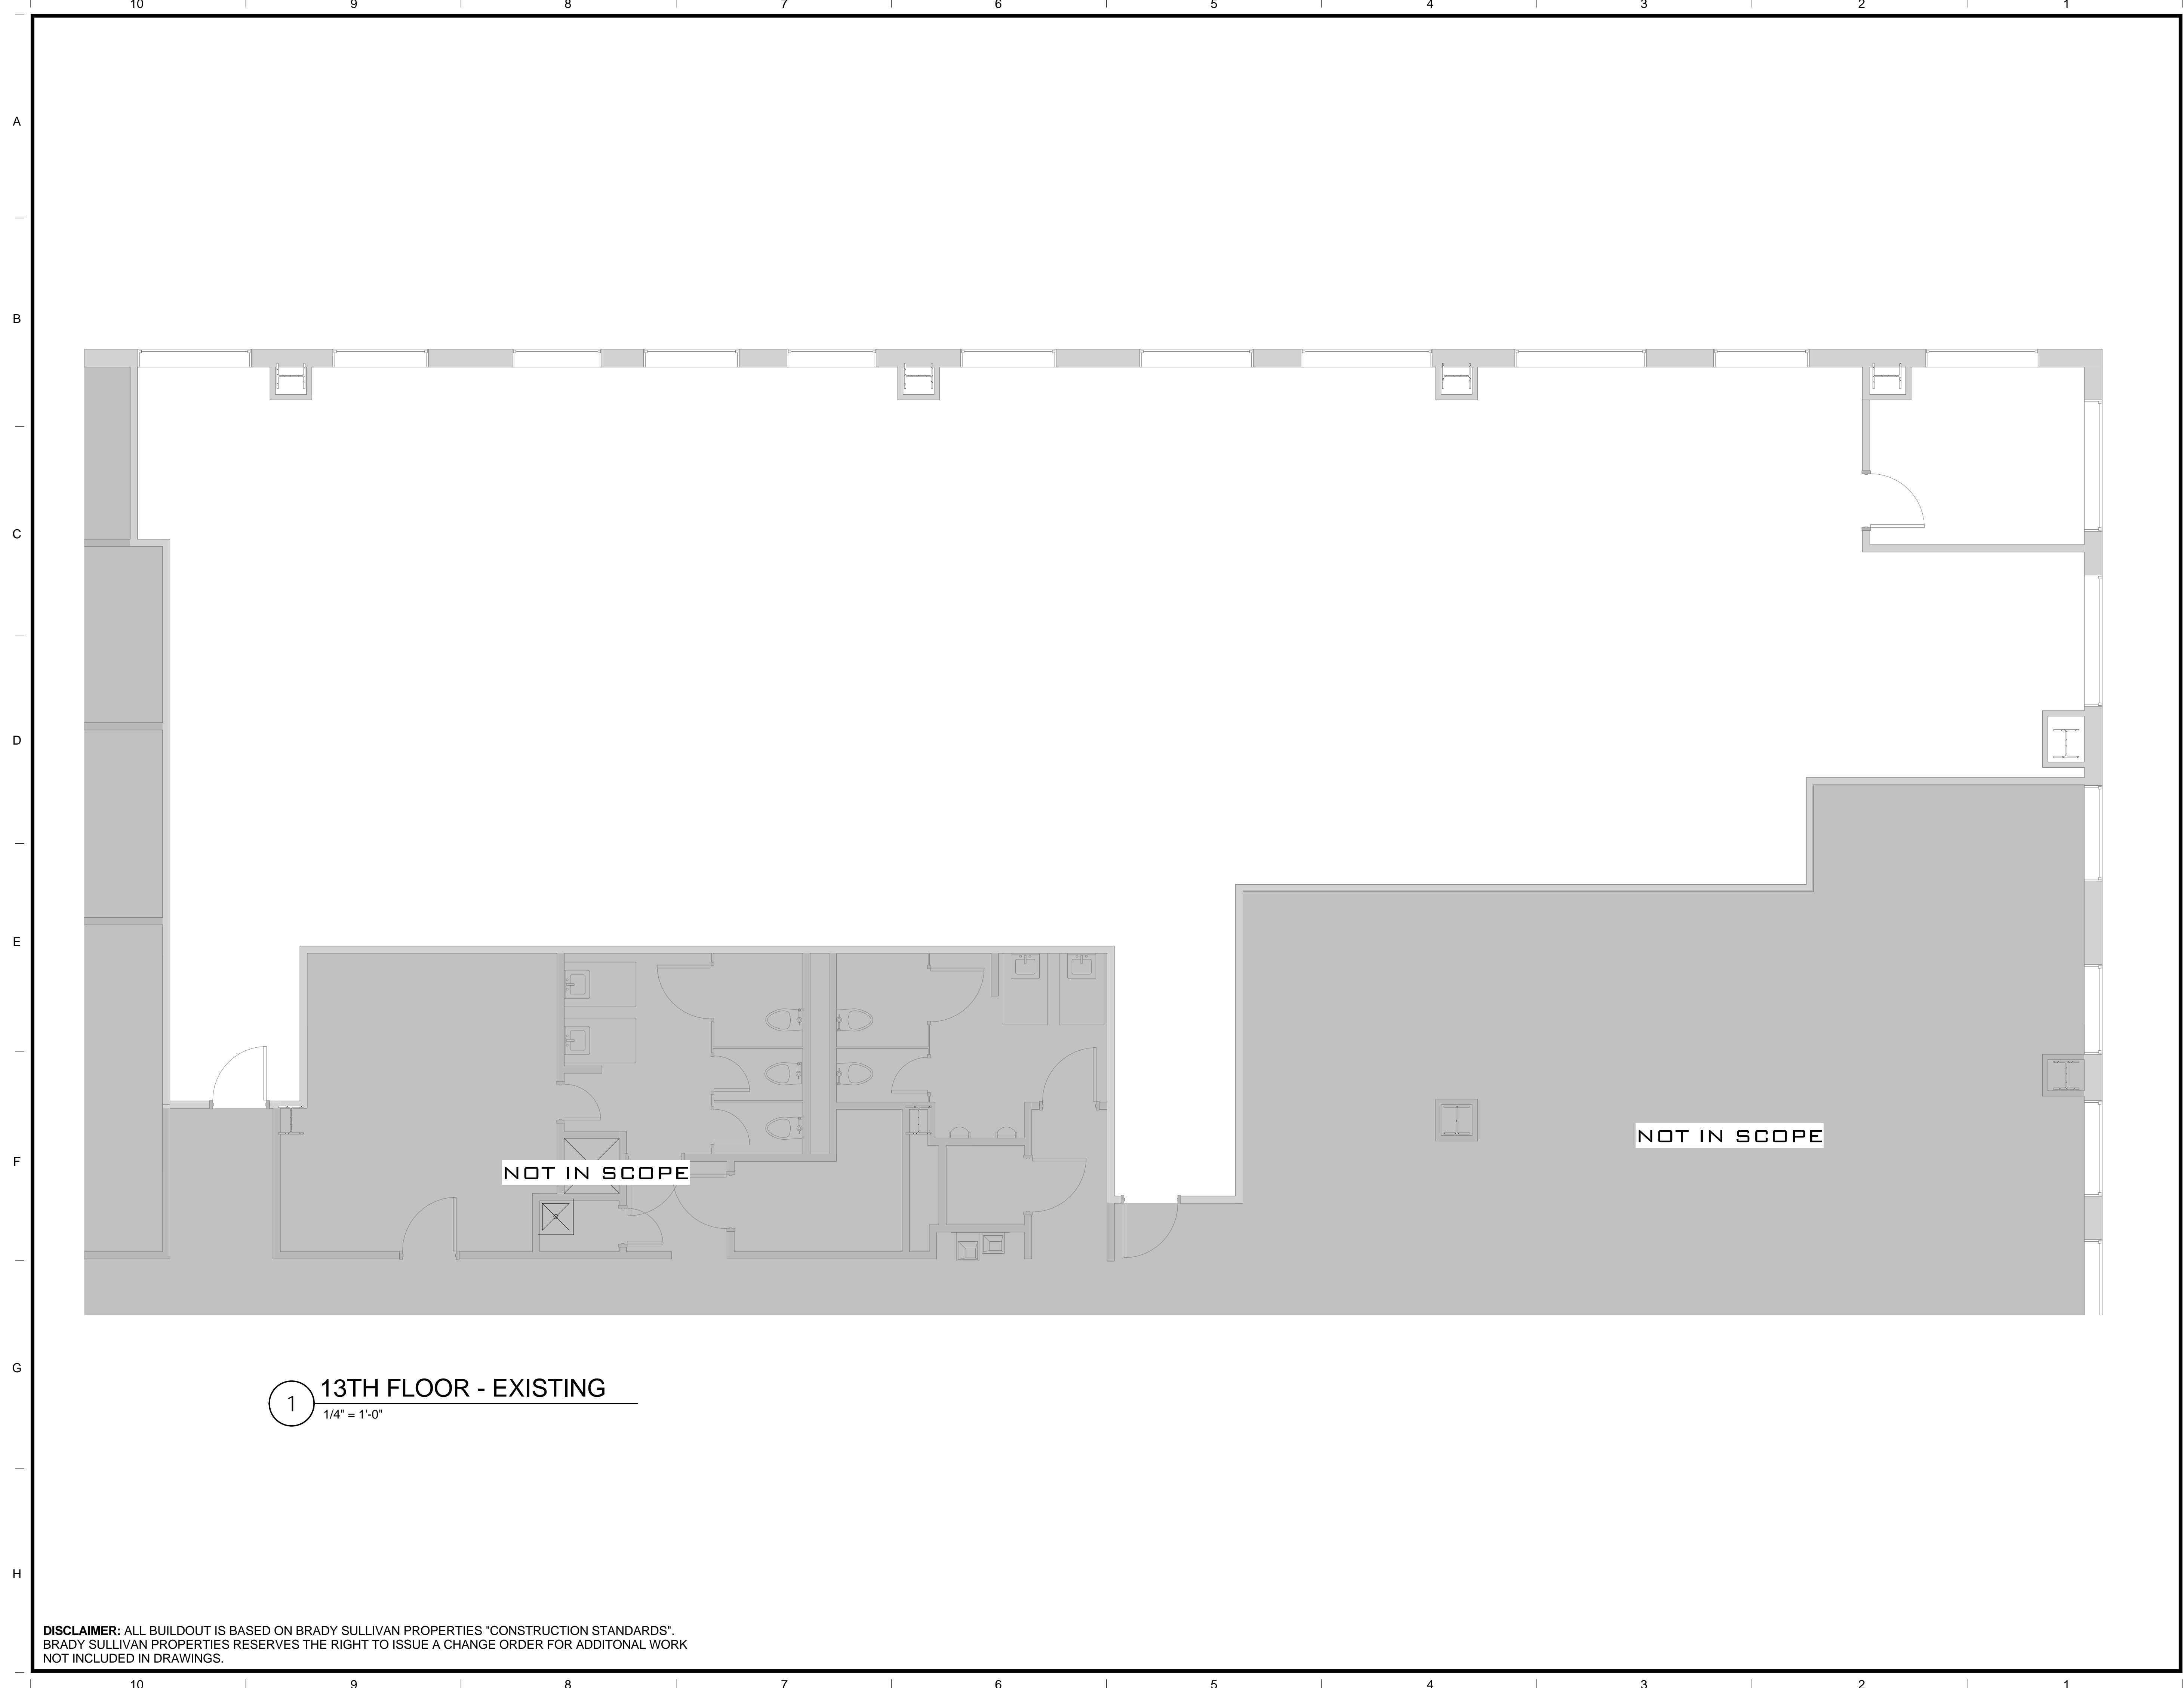 10 9 8 7 6 5 4 3 2 1
A
B
C
D
E
F
NOT IN SCOPE
NOT IN SCOPE
G
1
13TH FLOOR - EXISTING
1/4" = 1'-0"
H
DISCLAIMER: ALL BUILDOUT IS BASED ON BRADY SULLIVAN PROPERTIES "CONSTRUCTION STANDARDS".
BRADY SULLIVAN PROPERTIES RESERVES THE RIGHT TO ISSUE A CHANGE ORDER FOR ADDITONAL WORK
NOT INCLUDED IN DRAWINGS.
10 9 8 7 6 5 4 3 2 1